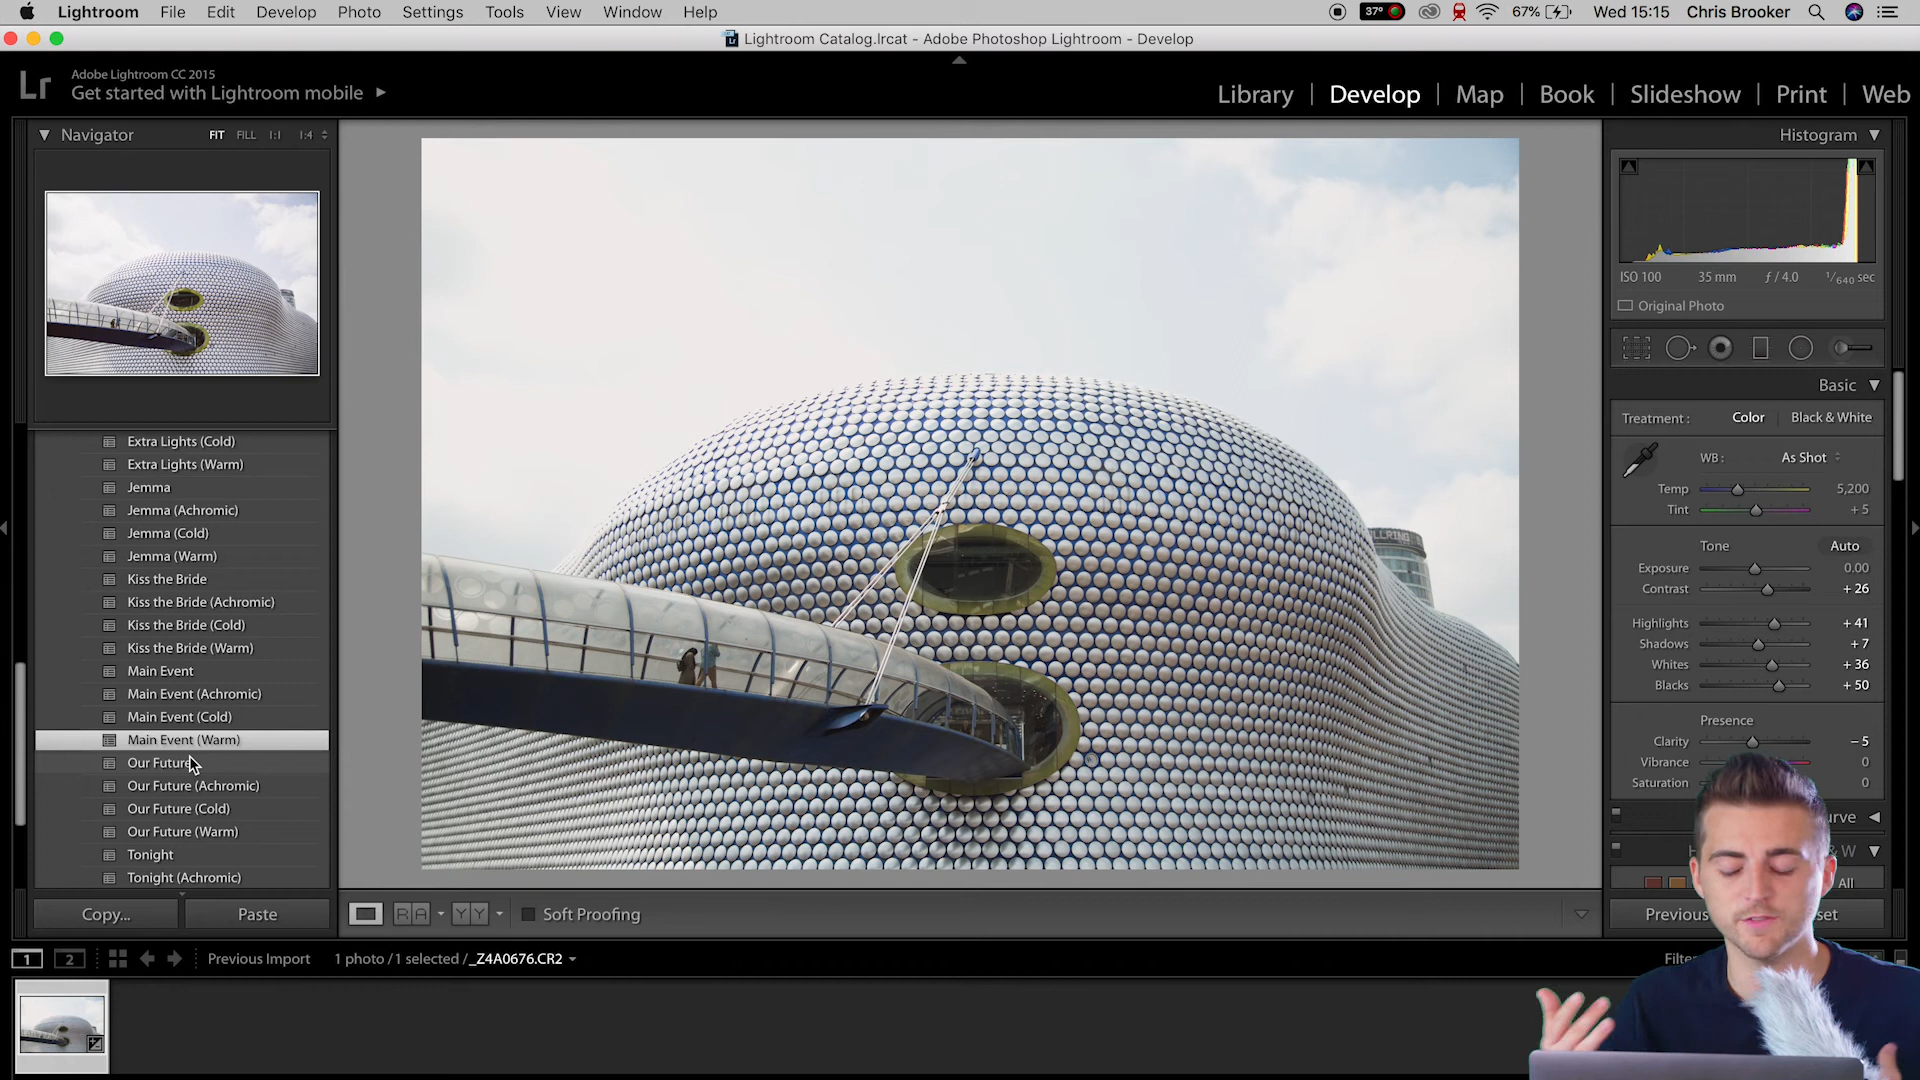 Lightroom File Edit Develop Photo Settings Tools View Window Help 37° 67% Wed 15:15 Chris Brooker
Lightroom Catalog.lrcat - Adobe Photoshop Lightroom - Develop
Lr Adobe Lightroom CC 2015
Get started with Lightroom mobile
Library | Develop | Map | Book | Slideshow | Print | Web
Navigator FIT FILL 1:1 1:4
Extra Lights (Cold)
Extra Lights (Warm)
Jemma
Jemma (Achromic)
Jemma (Cold)
Jemma (Warm)
Kiss the Bride
Kiss the Bride (Achromic)
Kiss the Bride (Cold)
Kiss the Bride (Warm)
Main Event
Main Event (Achromic)
Main Event (Cold)
Main Event (Warm)
Our Future
Our Future (Achromic)
Our Future (Cold)
Our Future (Warm)
Tonight
Tonight (Achromic)
Copy... Paste
Histogram
ISO 100 35 mm ƒ / 4.0 1/640 sec
Original Photo
Basic
Treatment : Color Black & White
WB : As Shot
Temp 5,200
Tint + 5
Tone Auto
Exposure 0.00
Contrast + 26
Highlights + 41
Shadows + 7
Whites + 36
Blacks + 50
Presence
Clarity − 5
Vibrance 0
Saturation 0
All
Previous
R A Y Y Soft Proofing
1 2 Previous Import 1 photo / 1 selected / _Z4A0676.CR2